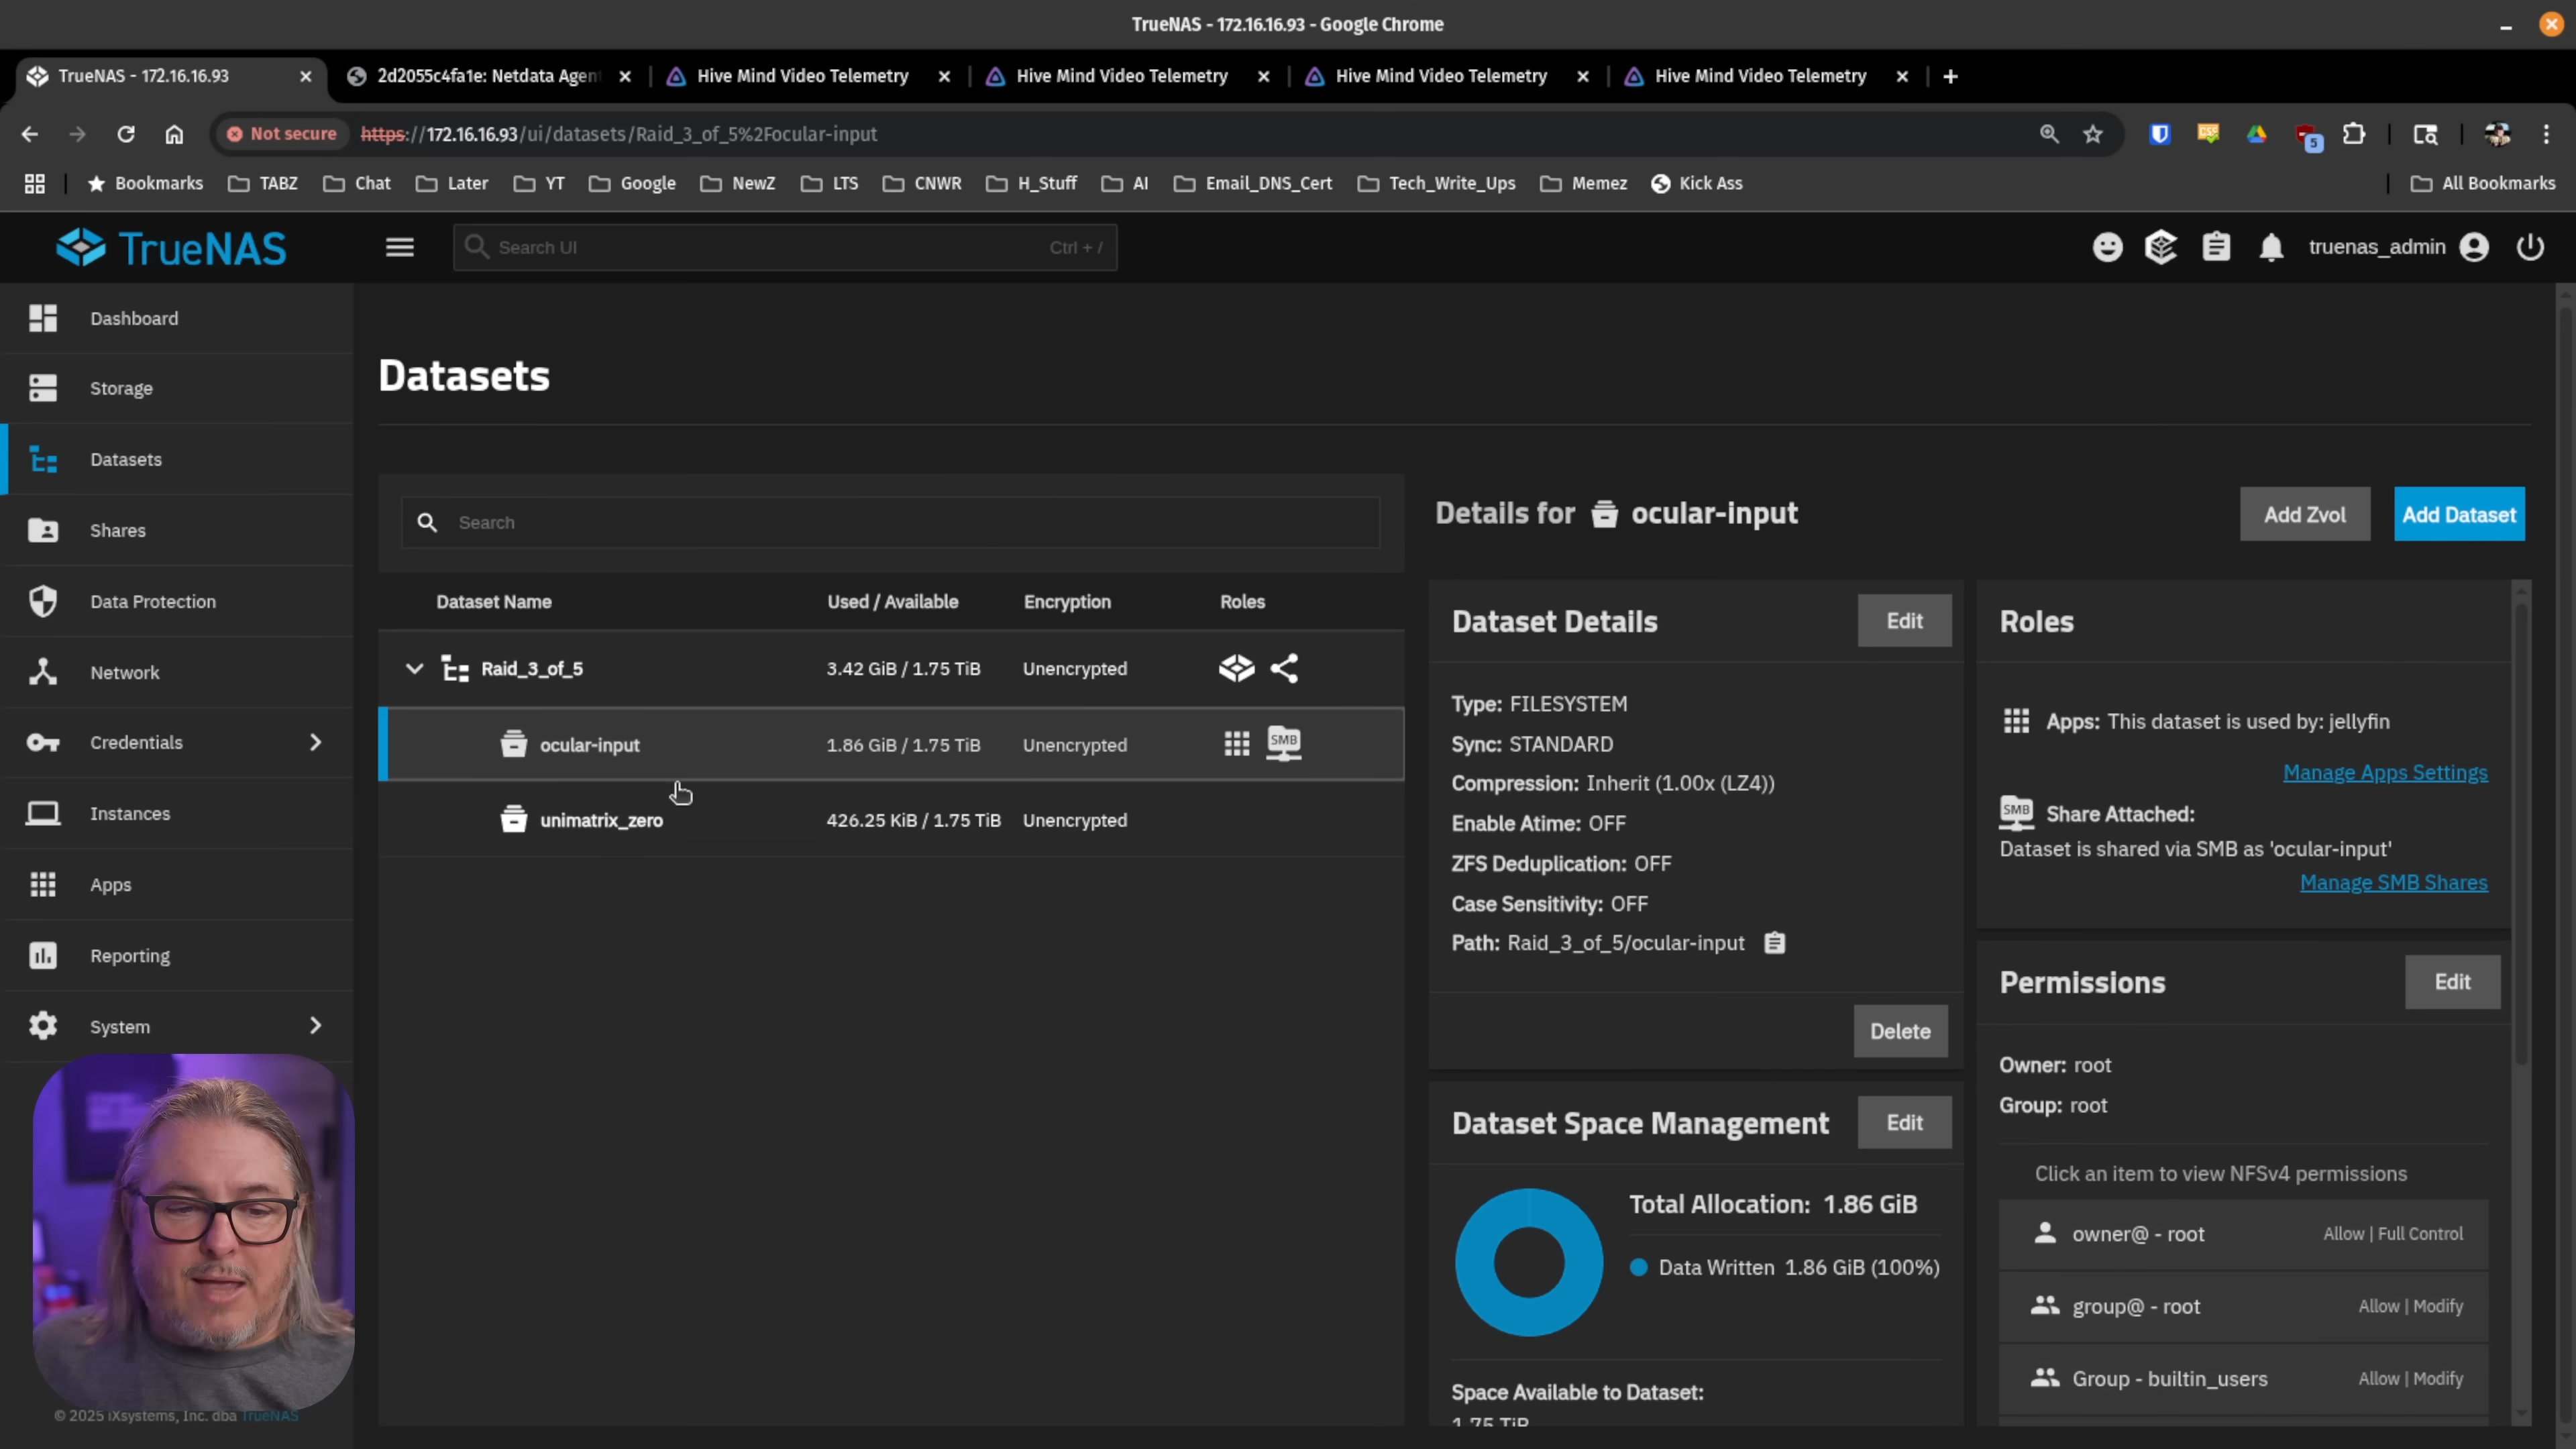 TrueNAS - 172.16.16.93 - Google Chrome
TrueNAS - 172.16.16.93
2d2055c4fa1e: Netdata Agen
Hive Mind Video Telemetry
Hive Mind Video Telemetry
Hive Mind Video Telemetry
Hive Mind Video Telemetry
Not secure
https://172.16.16.93/ui/datasets/Raid_3_of_5%2Focular-input
5
Bookmarks
TABZ
Chat
Later
YT
Google
NewZ
LTS
CNWR
H_Stuff
AI
Email_DNS_Cert
Tech_Write_Ups
Memez
Kick Ass
All Bookmarks
TrueNAS
Search UI
Ctrl + /
truenas_admin
Dashboard
Storage
Datasets
Shares
Data Protection
Network
Credentials
Instances
Apps
Reporting
System
© 2025 iXsystems, Inc. dba TrueNAS
Datasets
Search
Dataset Name Used / Available Encryption Roles
Raid_3_of_5 3.42 GiB / 1.75 TiB Unencrypted
ocular-input 1.86 GiB / 1.75 TiB Unencrypted SMB
unimatrix_zero 426.25 KiB / 1.75 TiB Unencrypted
Details for ocular-input
Add Zvol
Add Dataset
Dataset Details
Edit
Type: FILESYSTEM
Sync: STANDARD
Compression: Inherit (1.00x (LZ4))
Enable Atime: OFF
ZFS Deduplication: OFF
Case Sensitivity: OFF
Path: Raid_3_of_5/ocular-input
Delete
Dataset Space Management
Edit
Total Allocation: 1.86 GiB
Data Written 1.86 GiB (100%)
Space Available to Dataset:
1.75 TiB
Roles
Apps: This dataset is used by: jellyfin
Manage Apps Settings
SMB
Share Attached:
Dataset is shared via SMB as 'ocular-input'
Manage SMB Shares
Permissions
Edit
Owner: root
Group: root
Click an item to view NFSv4 permissions
owner@ - root Allow | Full Control
group@ - root Allow | Modify
Group - builtin_users Allow | Modify